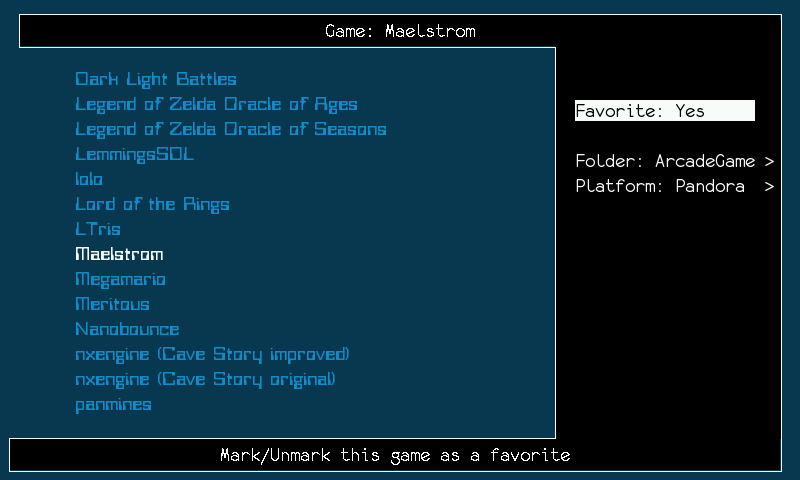 Game: Maelstrom
Dark Light Battles
Legend of Zelda Oracle of Ages
Legend of Zelda Oracle of Seasons
LemmingsSDL
lolo
Lord of the Rings
LTris
Maelstrom
Megamario
Meritous
Nanobounce
nxengine (Cave Story improved)
nxengine (Cave Story original)
panmines
Favorite: Yes
Folder: ArcadeGame >
Platform: Pandora >
Mark/Unmark this game as a favorite